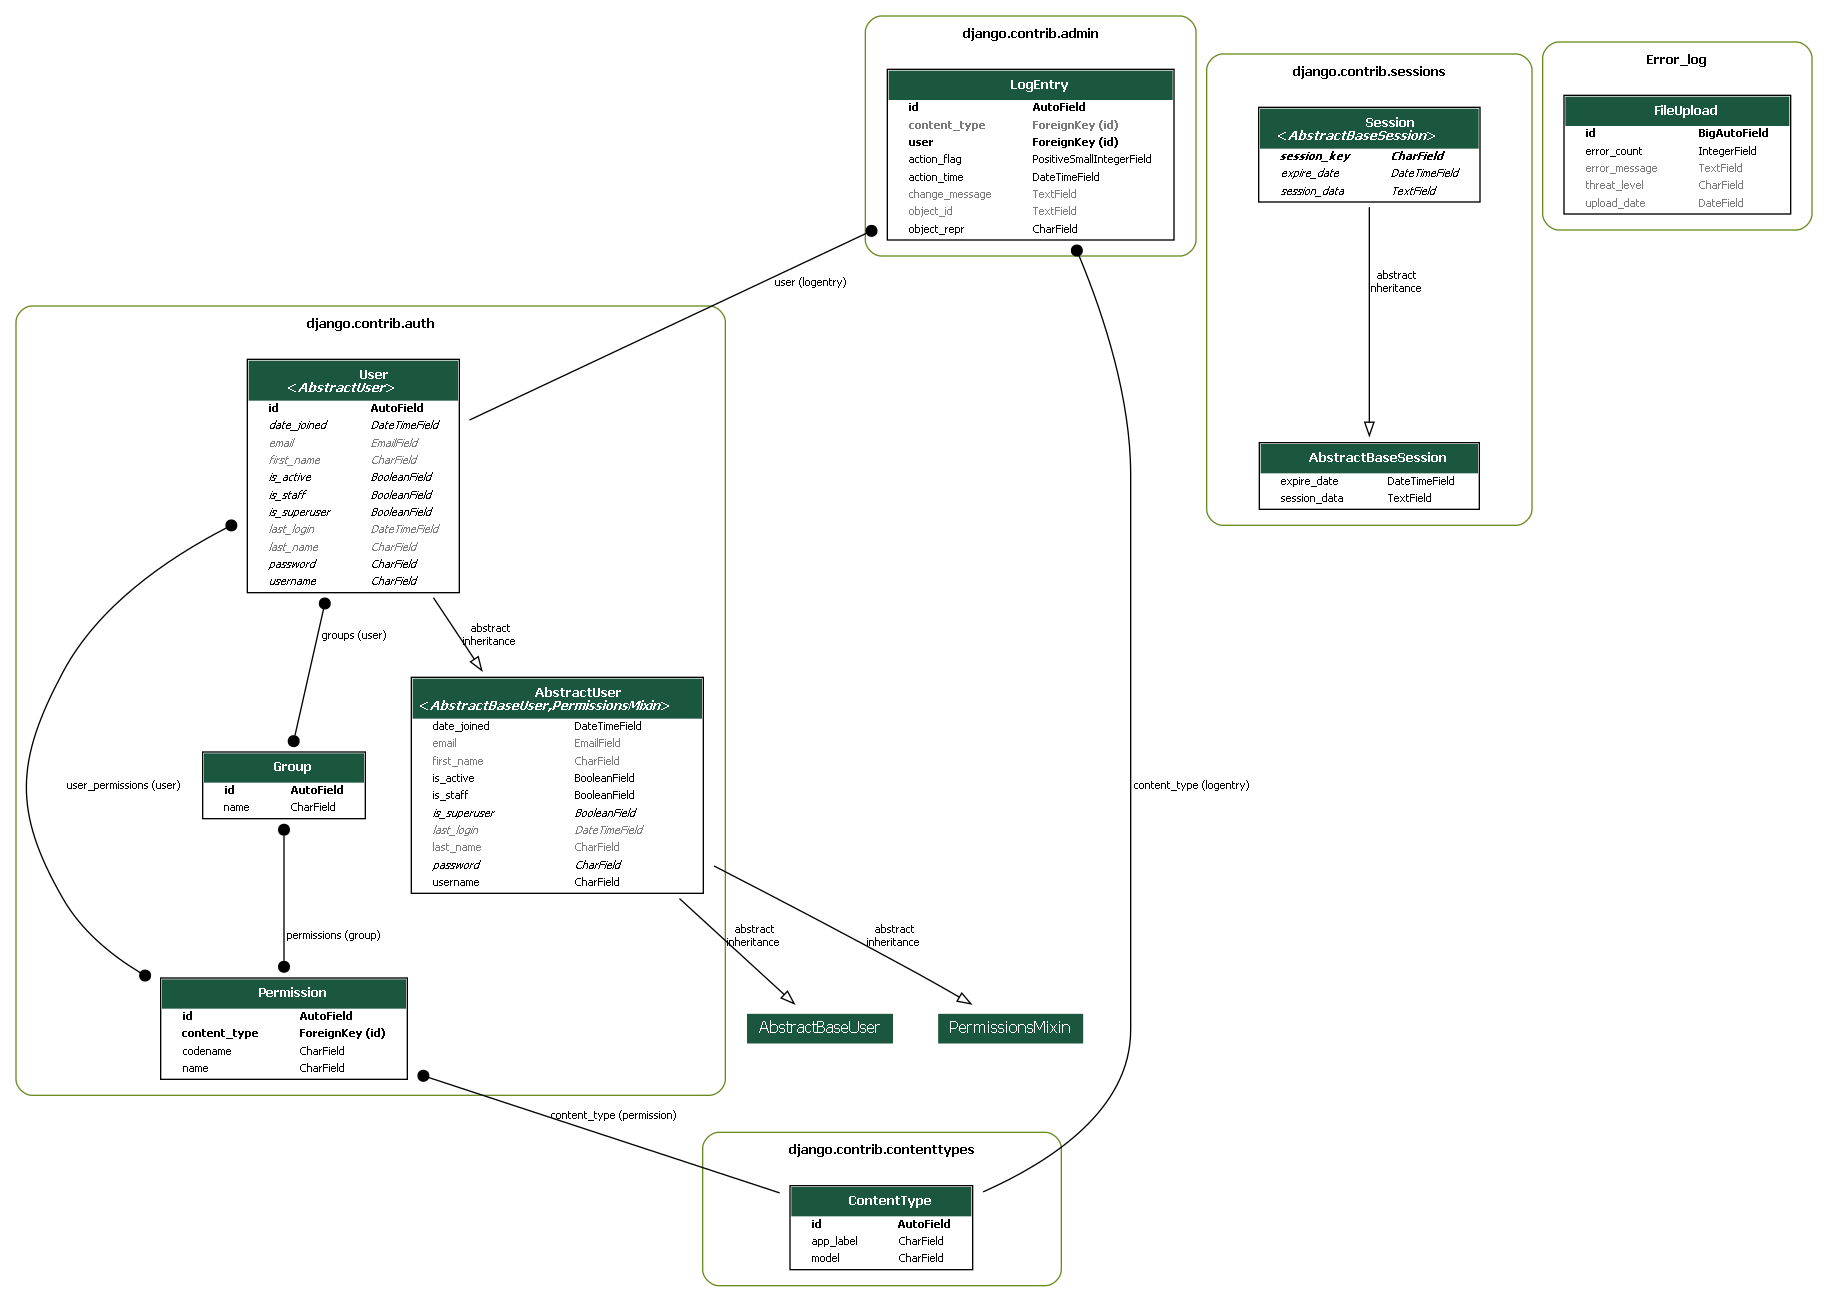 django.contrib.admin
LogEntry
id AutoField
content_type ForeignKey (id)
user ForeignKey (id)
action_flag PositiveSmallIntegerField
action_time DateTimeField
change_message TextField
object_id TextField
object_repr CharField
django.contrib.sessions
Session
<AbstractBaseSession>
session_key CharField
expire_date DateTimeField
session_data TextField
abstract
inheritance
AbstractBaseSession
expire_date DateTimeField
session_data TextField
Error_log
FileUpload
id BigAutoField
error_count IntegerField
error_message TextField
threat_level CharField
upload_date DateField
user (logentry)
django.contrib.auth
User
<AbstractUser>
id AutoField
date_joined DateTimeField
email EmailField
first_name CharField
is_active BooleanField
is_staff BooleanField
is_superuser BooleanField
last_login DateTimeField
last_name CharField
password CharField
username CharField
groups (user)
abstract
inheritance
AbstractUser
<AbstractBaseUser,PermissionsMixin>
date_joined DateTimeField
email EmailField
first_name CharField
is_active BooleanField
is_staff BooleanField
is_superuser BooleanField
last_login DateTimeField
last_name CharField
password CharField
username CharField
Group
id AutoField
name CharField
user_permissions (user)
content_type (logentry)
permissions (group)
abstract
inheritance
abstract
inheritance
Permission
id AutoField
content_type ForeignKey (id)
codename CharField
name CharField
AbstractBaseUser
PermissionsMixin
content_type (permission)
django.contrib.contenttypes
ContentType
id AutoField
app_label CharField
model CharField